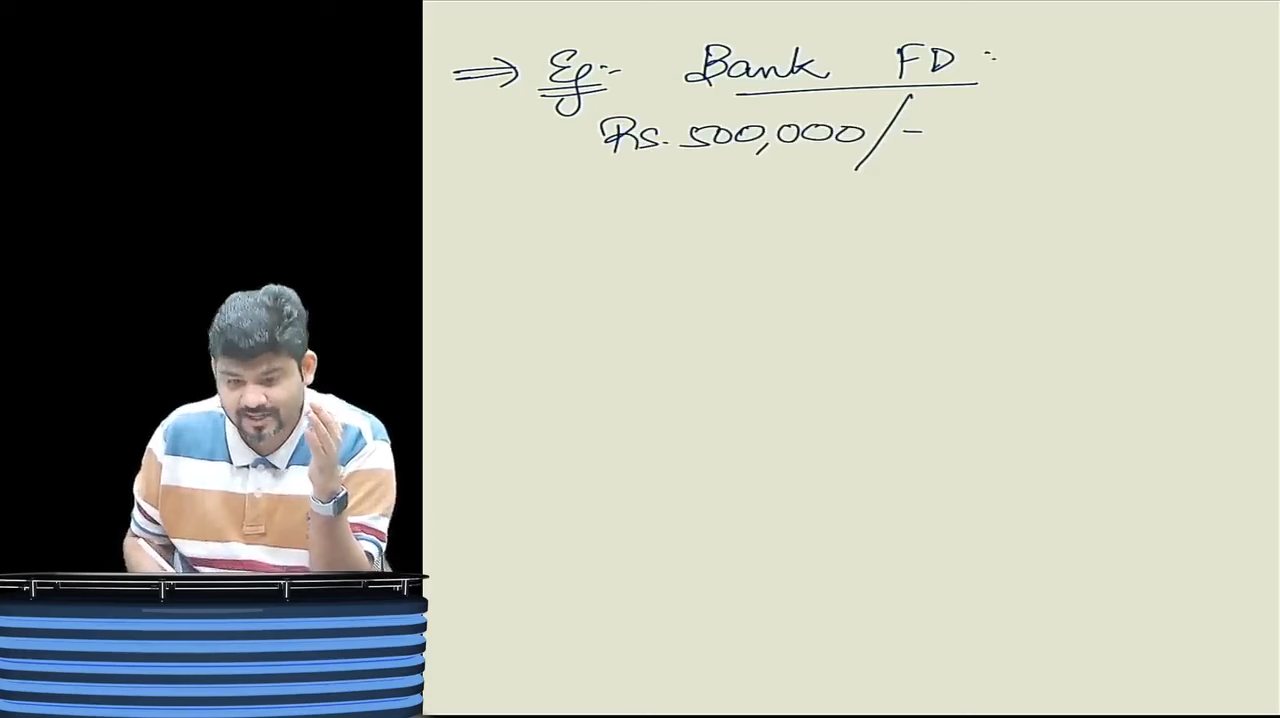 ⇒ Eg:- Bank FD :
Rs. 500,000/-